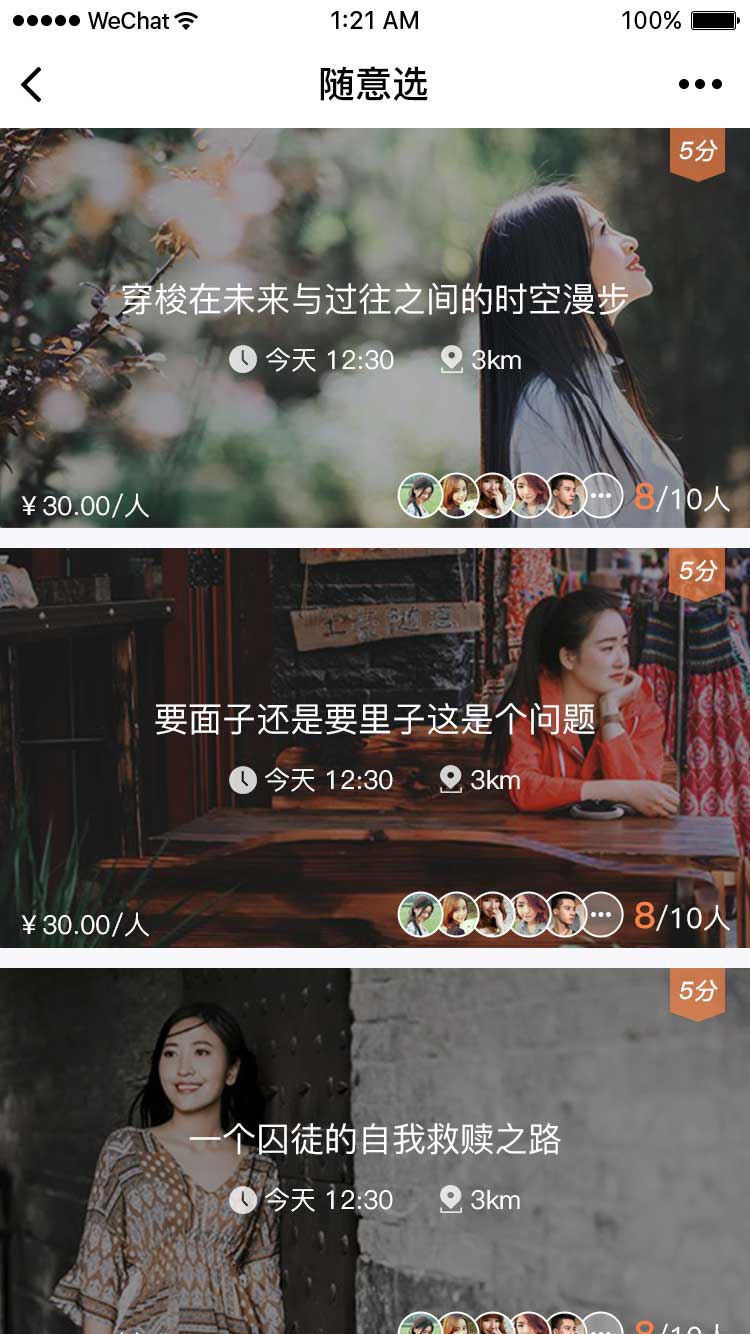 WeChat 1:21 AM 100%
随意选
5分
穿梭在未来与过往之间的时空漫步
今天 12:30 3km
¥30.00/人 8/10人
5分
要面子还是要里子这是个问题
今天 12:30 3km
¥30.00/人 8/10人
5分
一个囚徒的自我救赎之路
今天 12:30 3km
8/10人